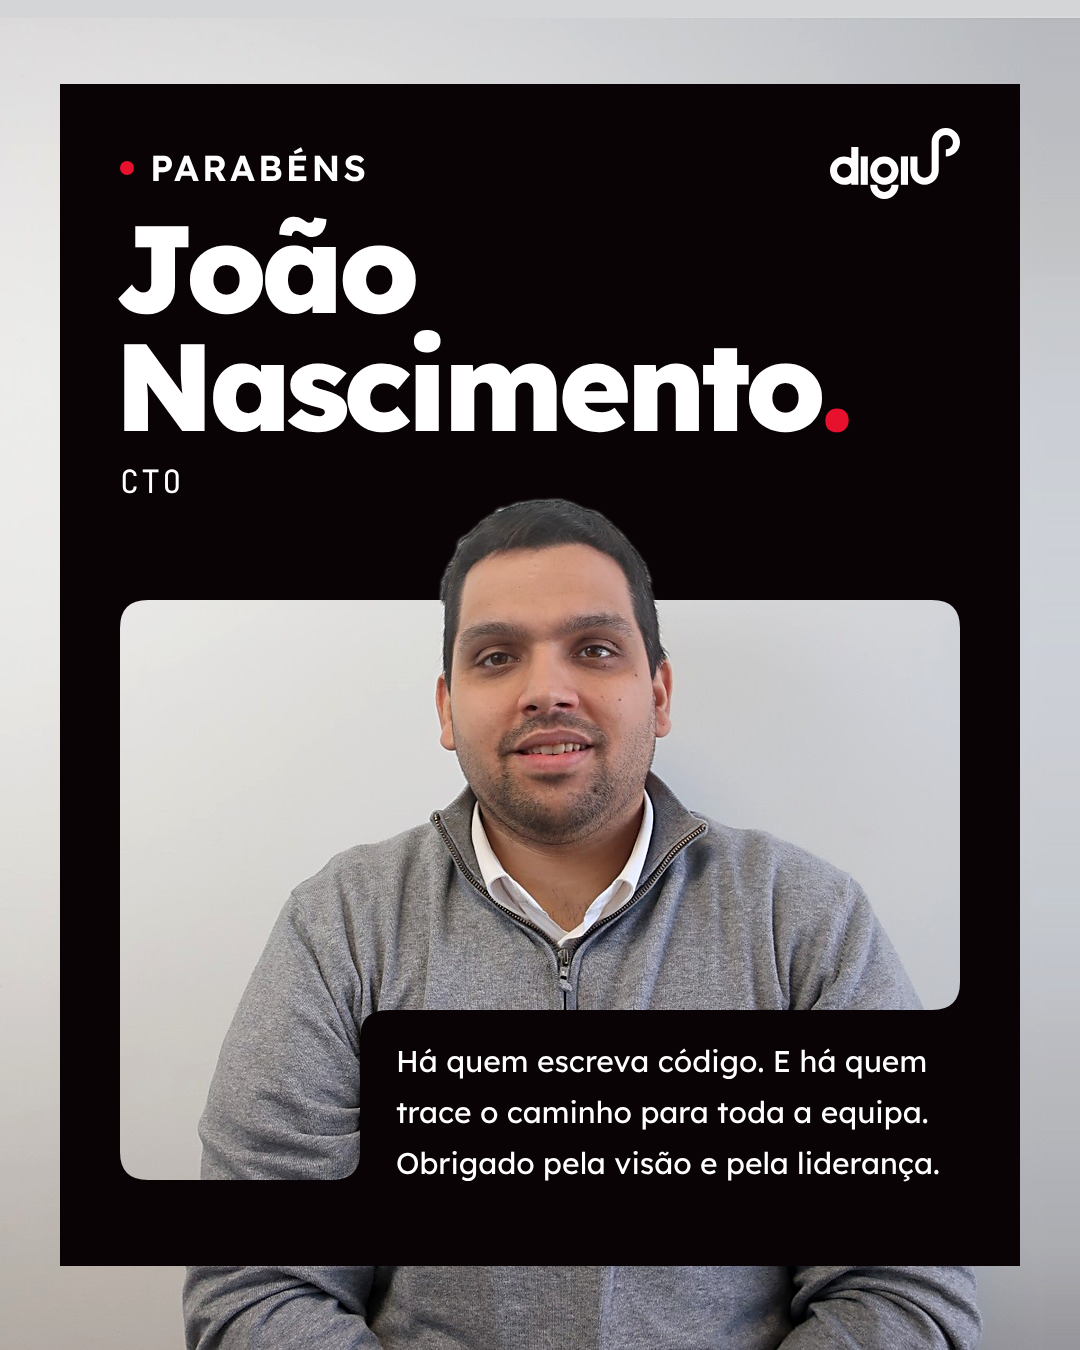 PARABÉNS
digiUP
João
Nascimento.
CTO
Há quem escreva código. E há quem
trace o caminho para toda a equipa.
Obrigado pela visão e pela liderança.